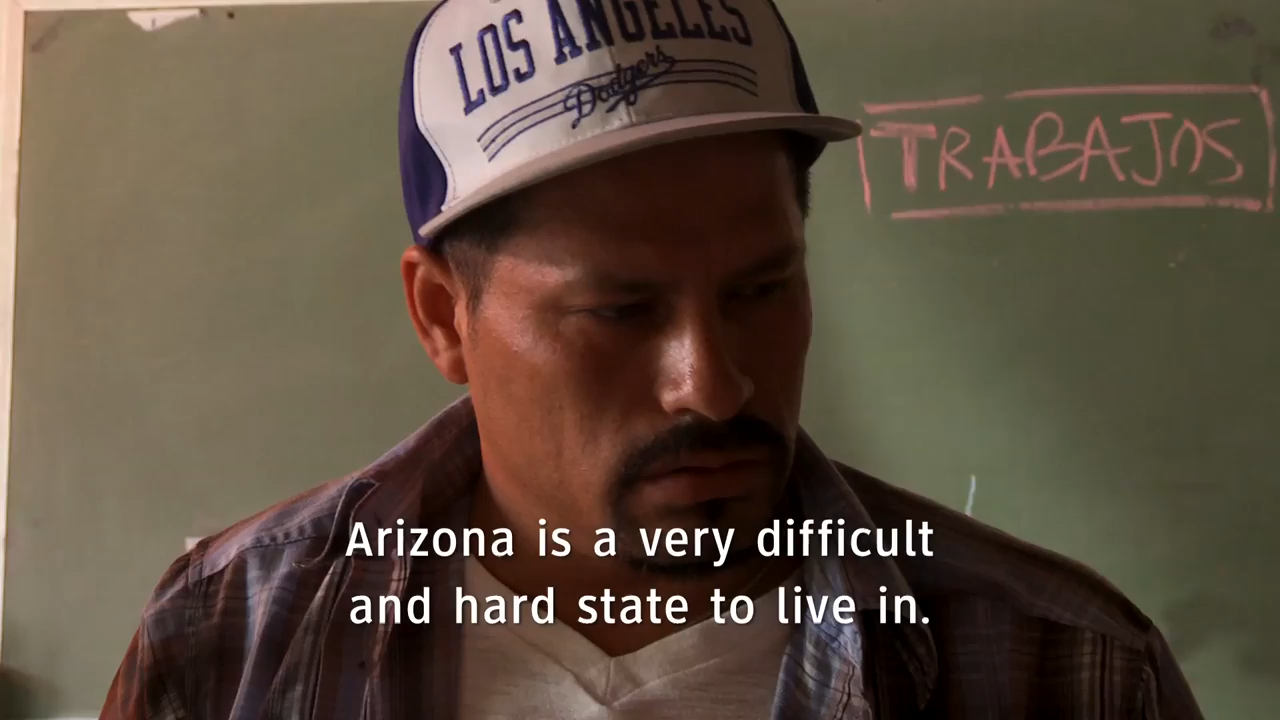 LOS ANGELES
Dodgers
TRABAJOS
Arizona is a very difficult
and hard state to live in.